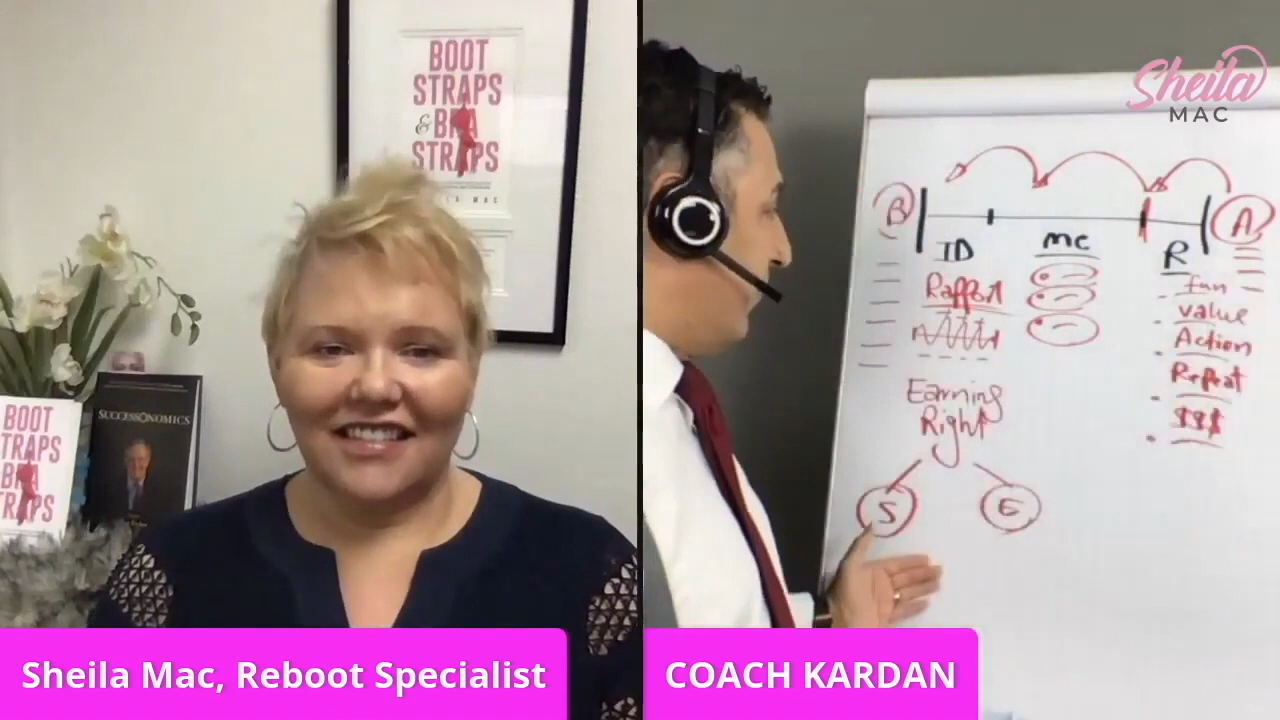 BOOT
STRAPS
& BRA
STRAPS
BOOT
STRAPS
BRA
STRAPS
SUCCESSONOMICS
Sheila Mac, Reboot Specialist
Sheila
MAC
B
A
ID
MC
R
Rapport
fun
value
Action
Repeat
$$$
Earning
Right
S
E
COACH KARDAN